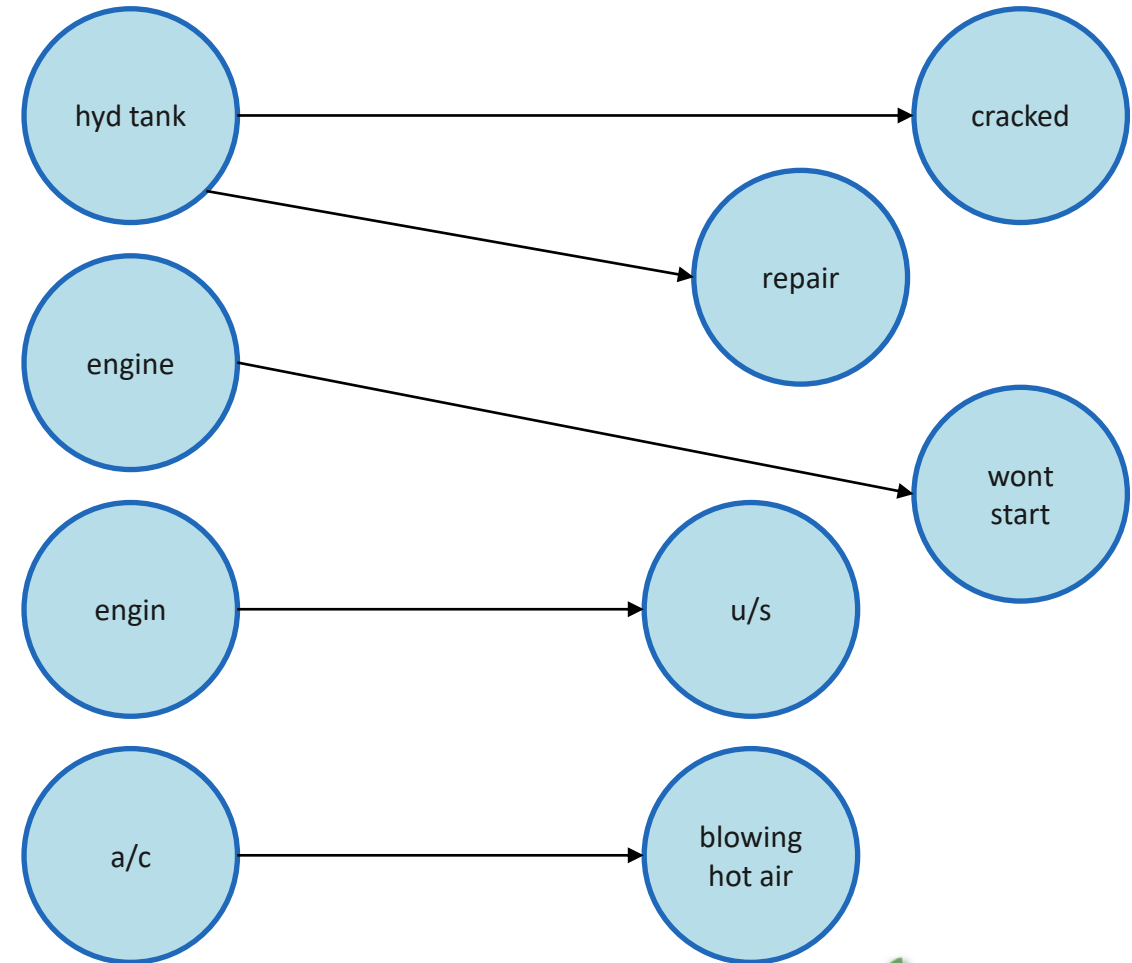 hyd tank
cracked
repair
engine
wont
start
engin
u/s
a/c
blowing
hot air